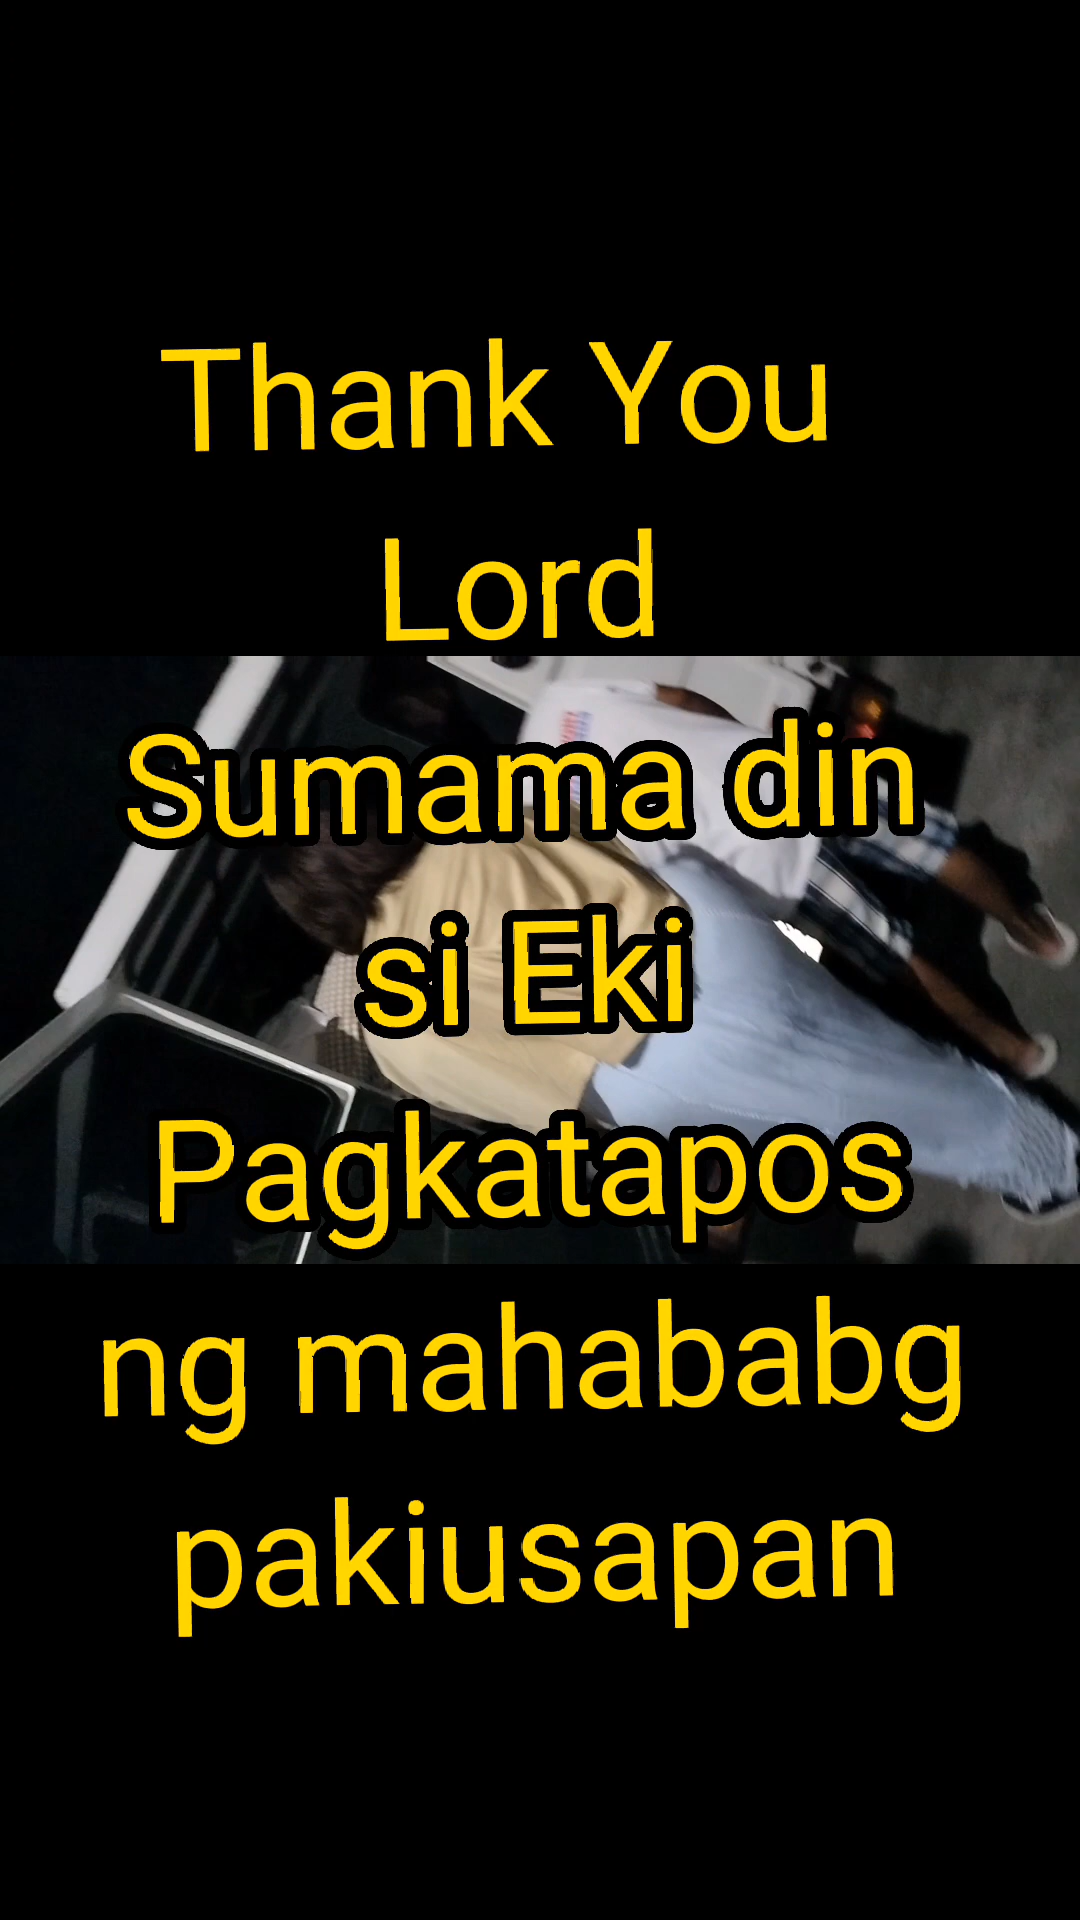 Thank You
Lord
Sumama din
si Eki
Pagkatapos
ng mahababg
pakiusapan